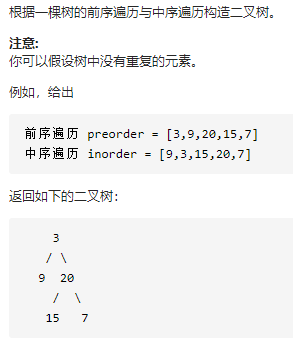 根据一棵树的前序遍历与中序遍历构造二叉树。
注意:
你可以假设树中没有重复的元素。
例如，给出
前序遍历 preorder = [3,9,20,15,7]
中序遍历 inorder = [9,3,15,20,7]
返回如下的二叉树：
3
/ \
9 20
/ \
15 7